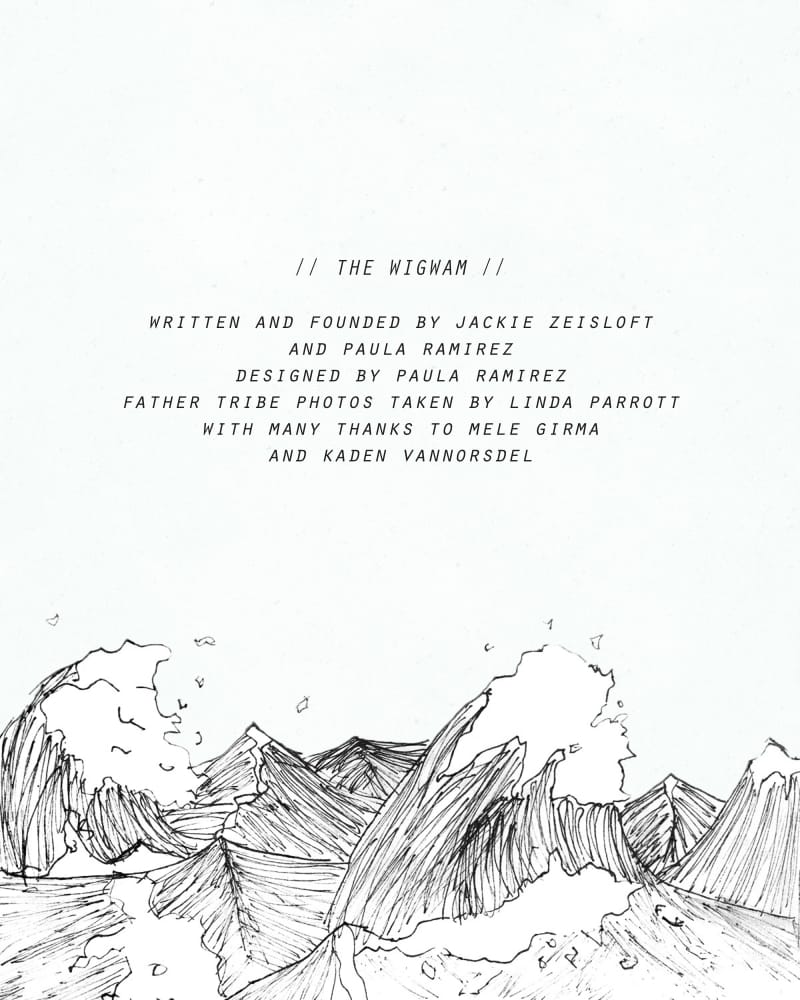 // THE WIGWAM //
WRITTEN AND FOUNDED BY JACKIE ZEISLOFT
AND PAULA RAMIREZ
DESIGNED BY PAULA RAMIREZ
FATHER TRIBE PHOTOS TAKEN BY LINDA PARROTT
WITH MANY THANKS TO MELE GIRMA
AND KADEN VANNORSDEL